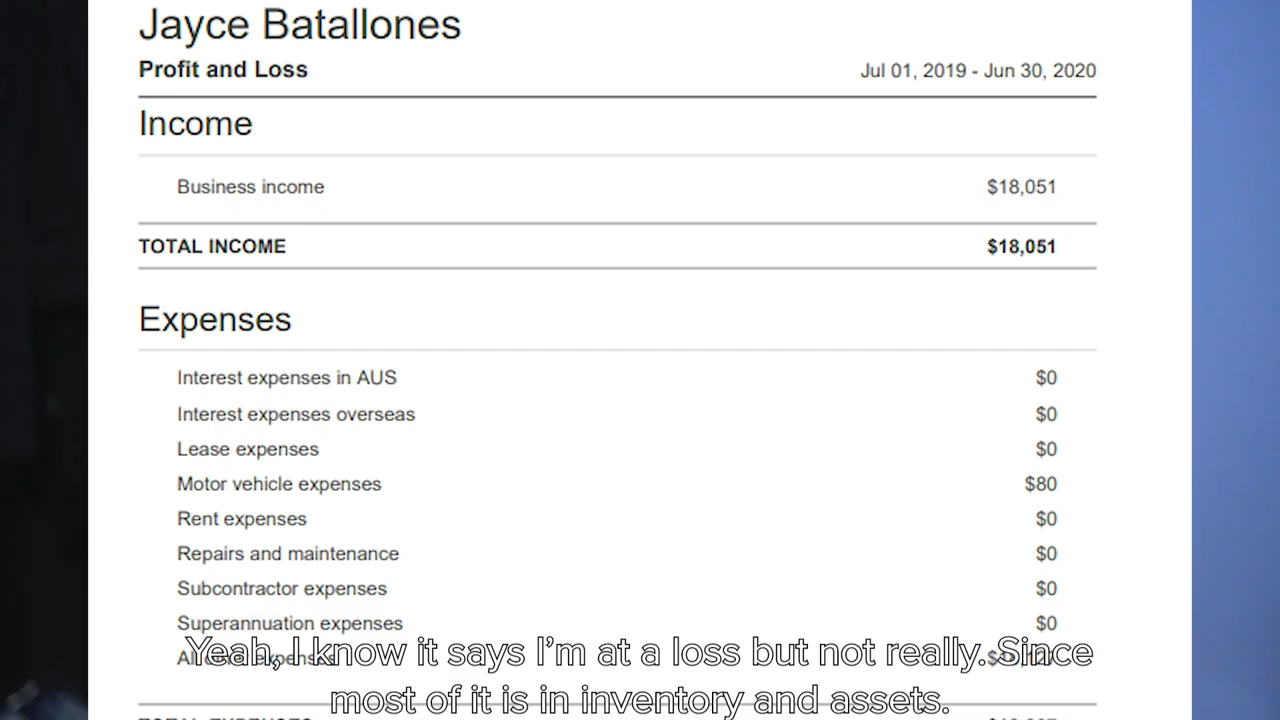 Jayce Batallones
Profit and Loss Jul 01, 2019 - Jun 30, 2020
Income
Business income $18,051
TOTAL INCOME $18,051
Expenses
Interest expenses in AUS $0
Interest expenses overseas $0
Lease expenses $0
Motor vehicle expenses $80
Rent expenses $0
Repairs and maintenance $0
Subcontractor expenses $0
Superannuation expenses $0
Yeah, I know it says I'm at a loss but not really. Since
most of it is in inventory and assets.